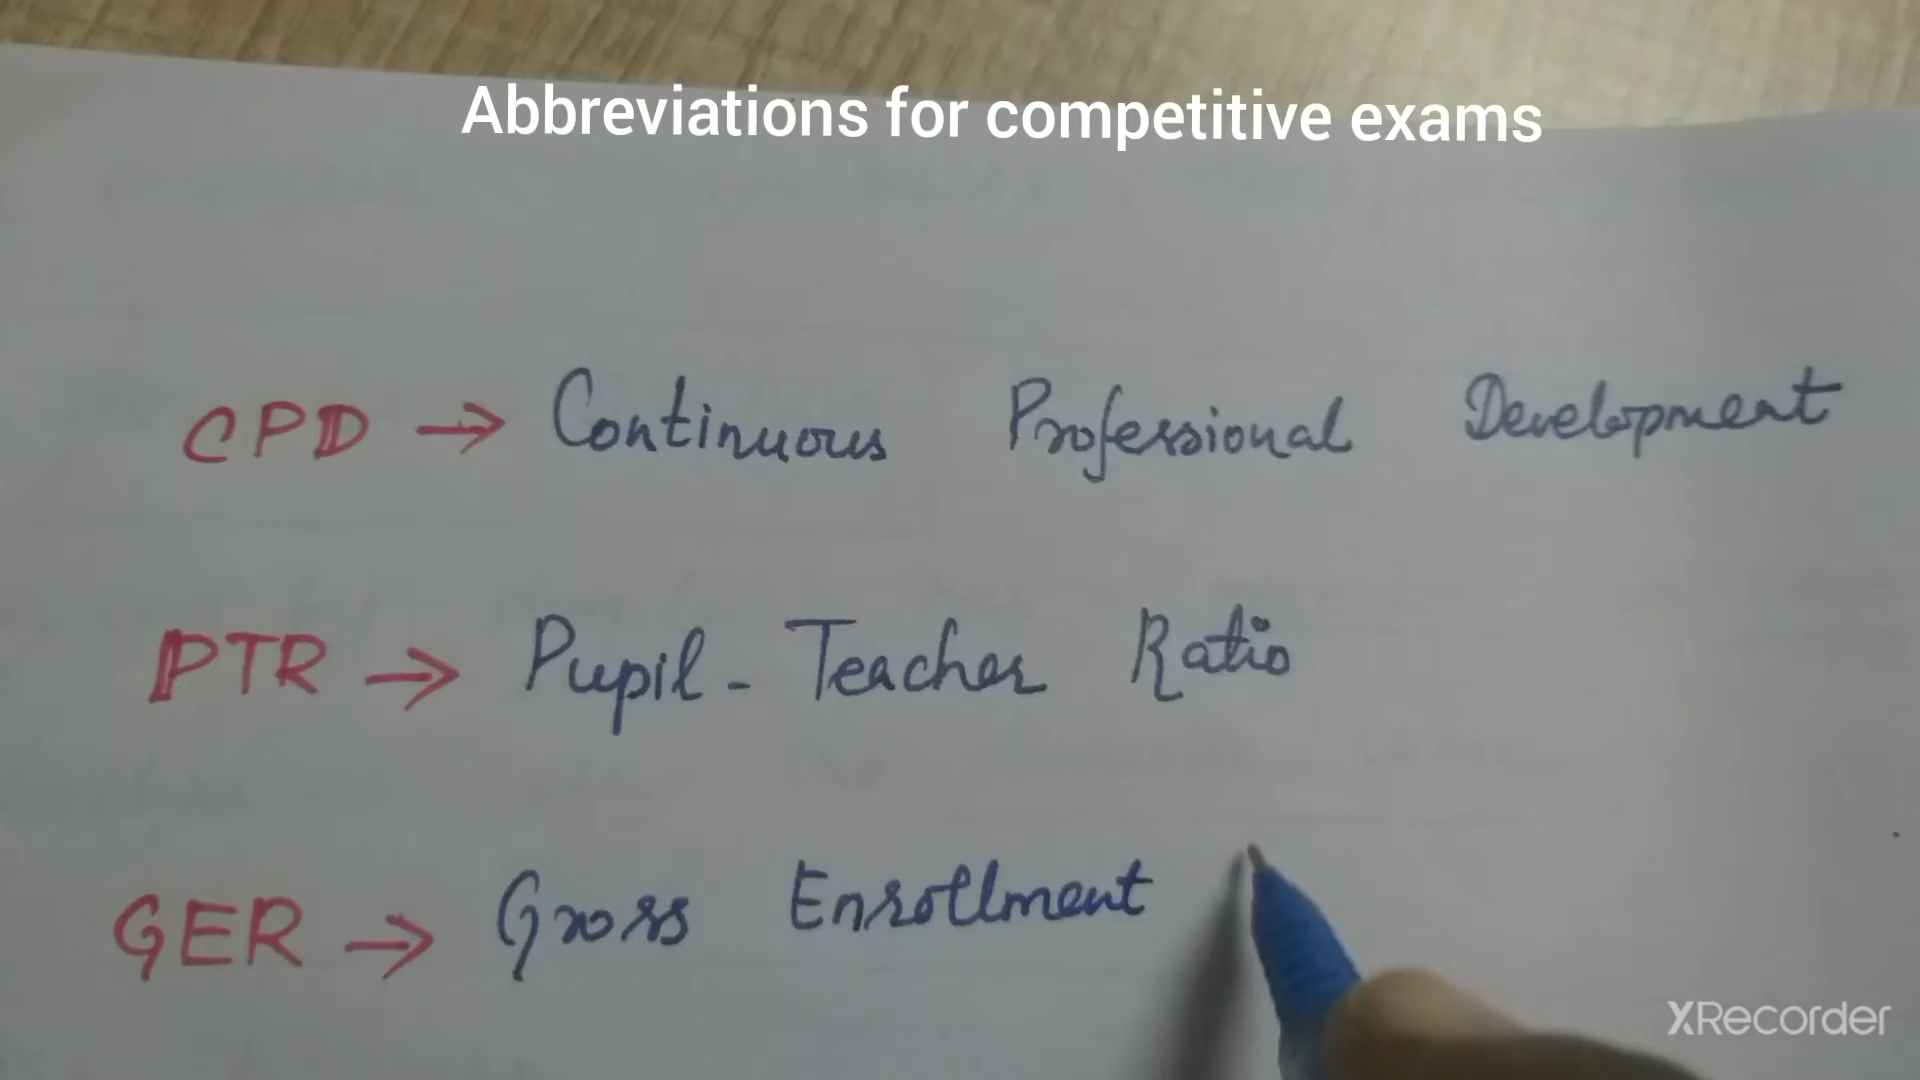 Abbreviations for competitive exams
CPD → Continuous Professional Development
PTR → Pupil - Teacher Ratio
GER → Gross Enrollment
XRecorder